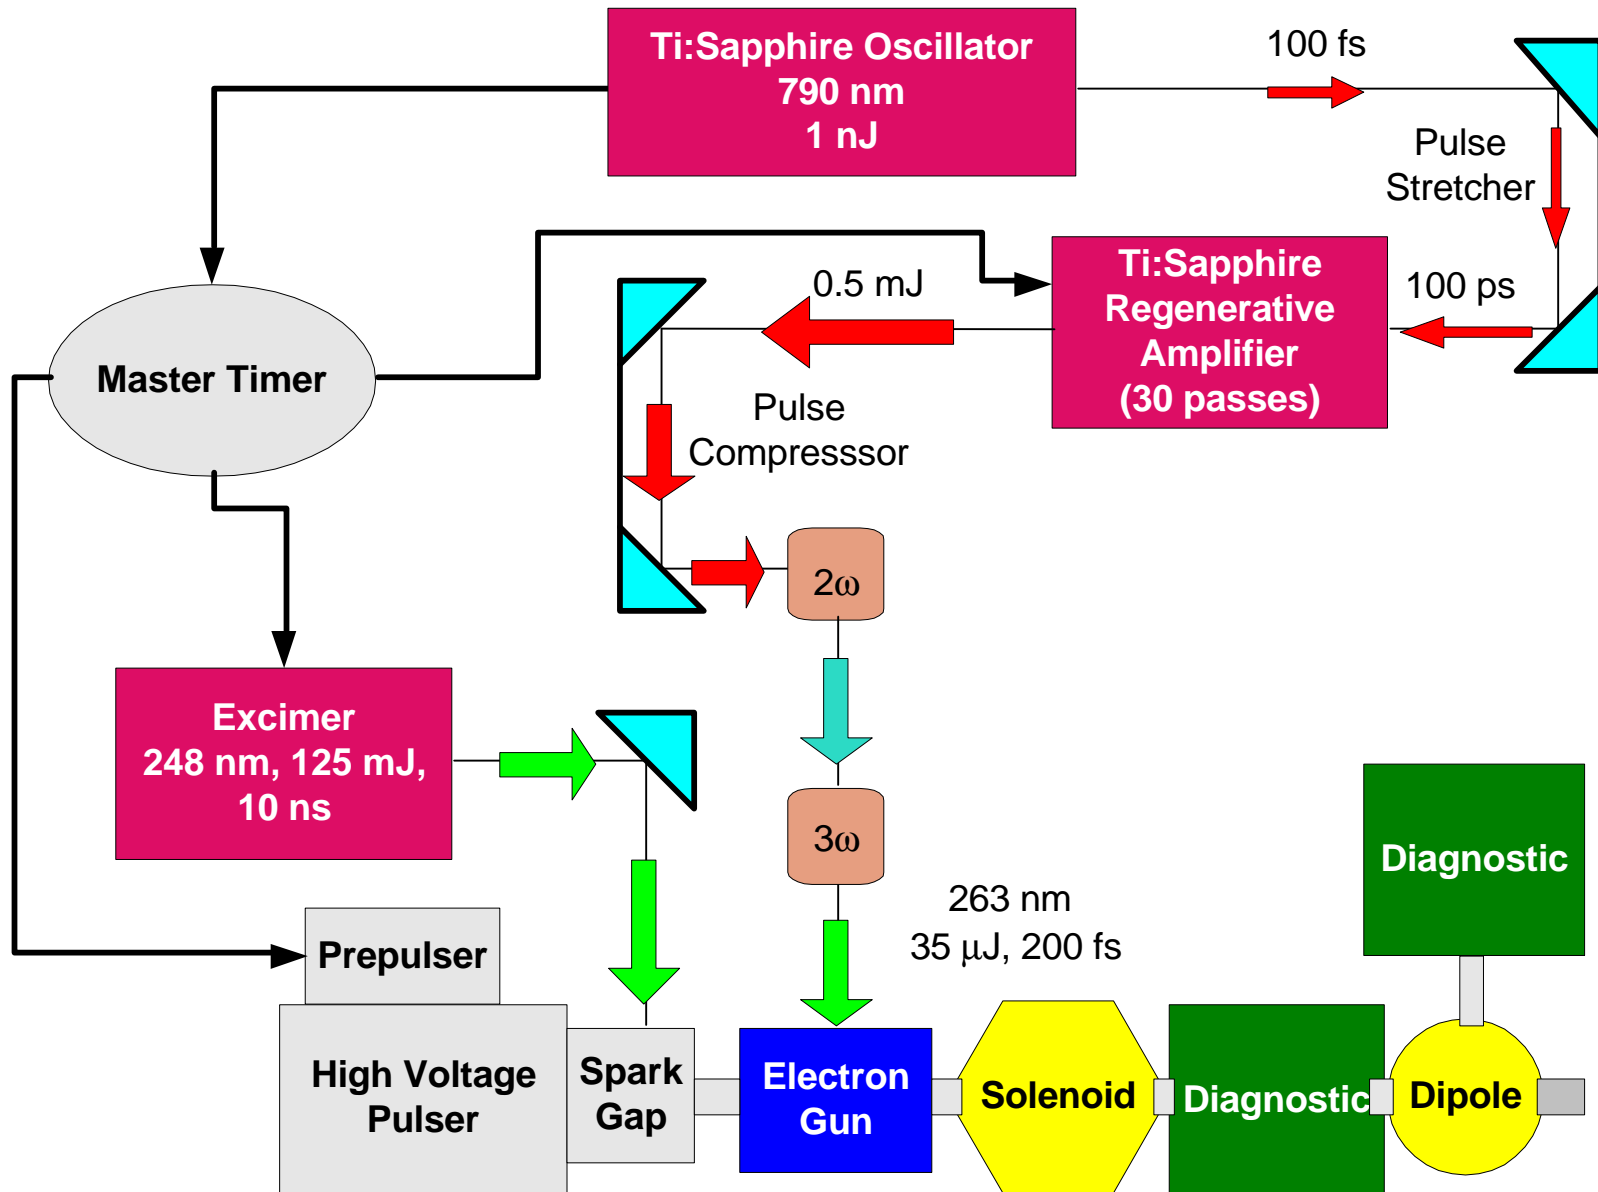 Ti:Sapphire Oscillator
790 nm
1 nJ
100 fs
Pulse
Stretcher
Ti:Sapphire
Regenerative
Amplifier
(30 passes)
100 ps
0.5 mJ
Master Timer
Pulse
Compresssor
2ω
Excimer
248 nm, 125 mJ,
10 ns
3ω
263 nm
35 μJ, 200 fs
Diagnostic
Prepulser
High Voltage
Pulser
Spark
Gap
Electron
Gun
Solenoid
Diagnostic
Dipole